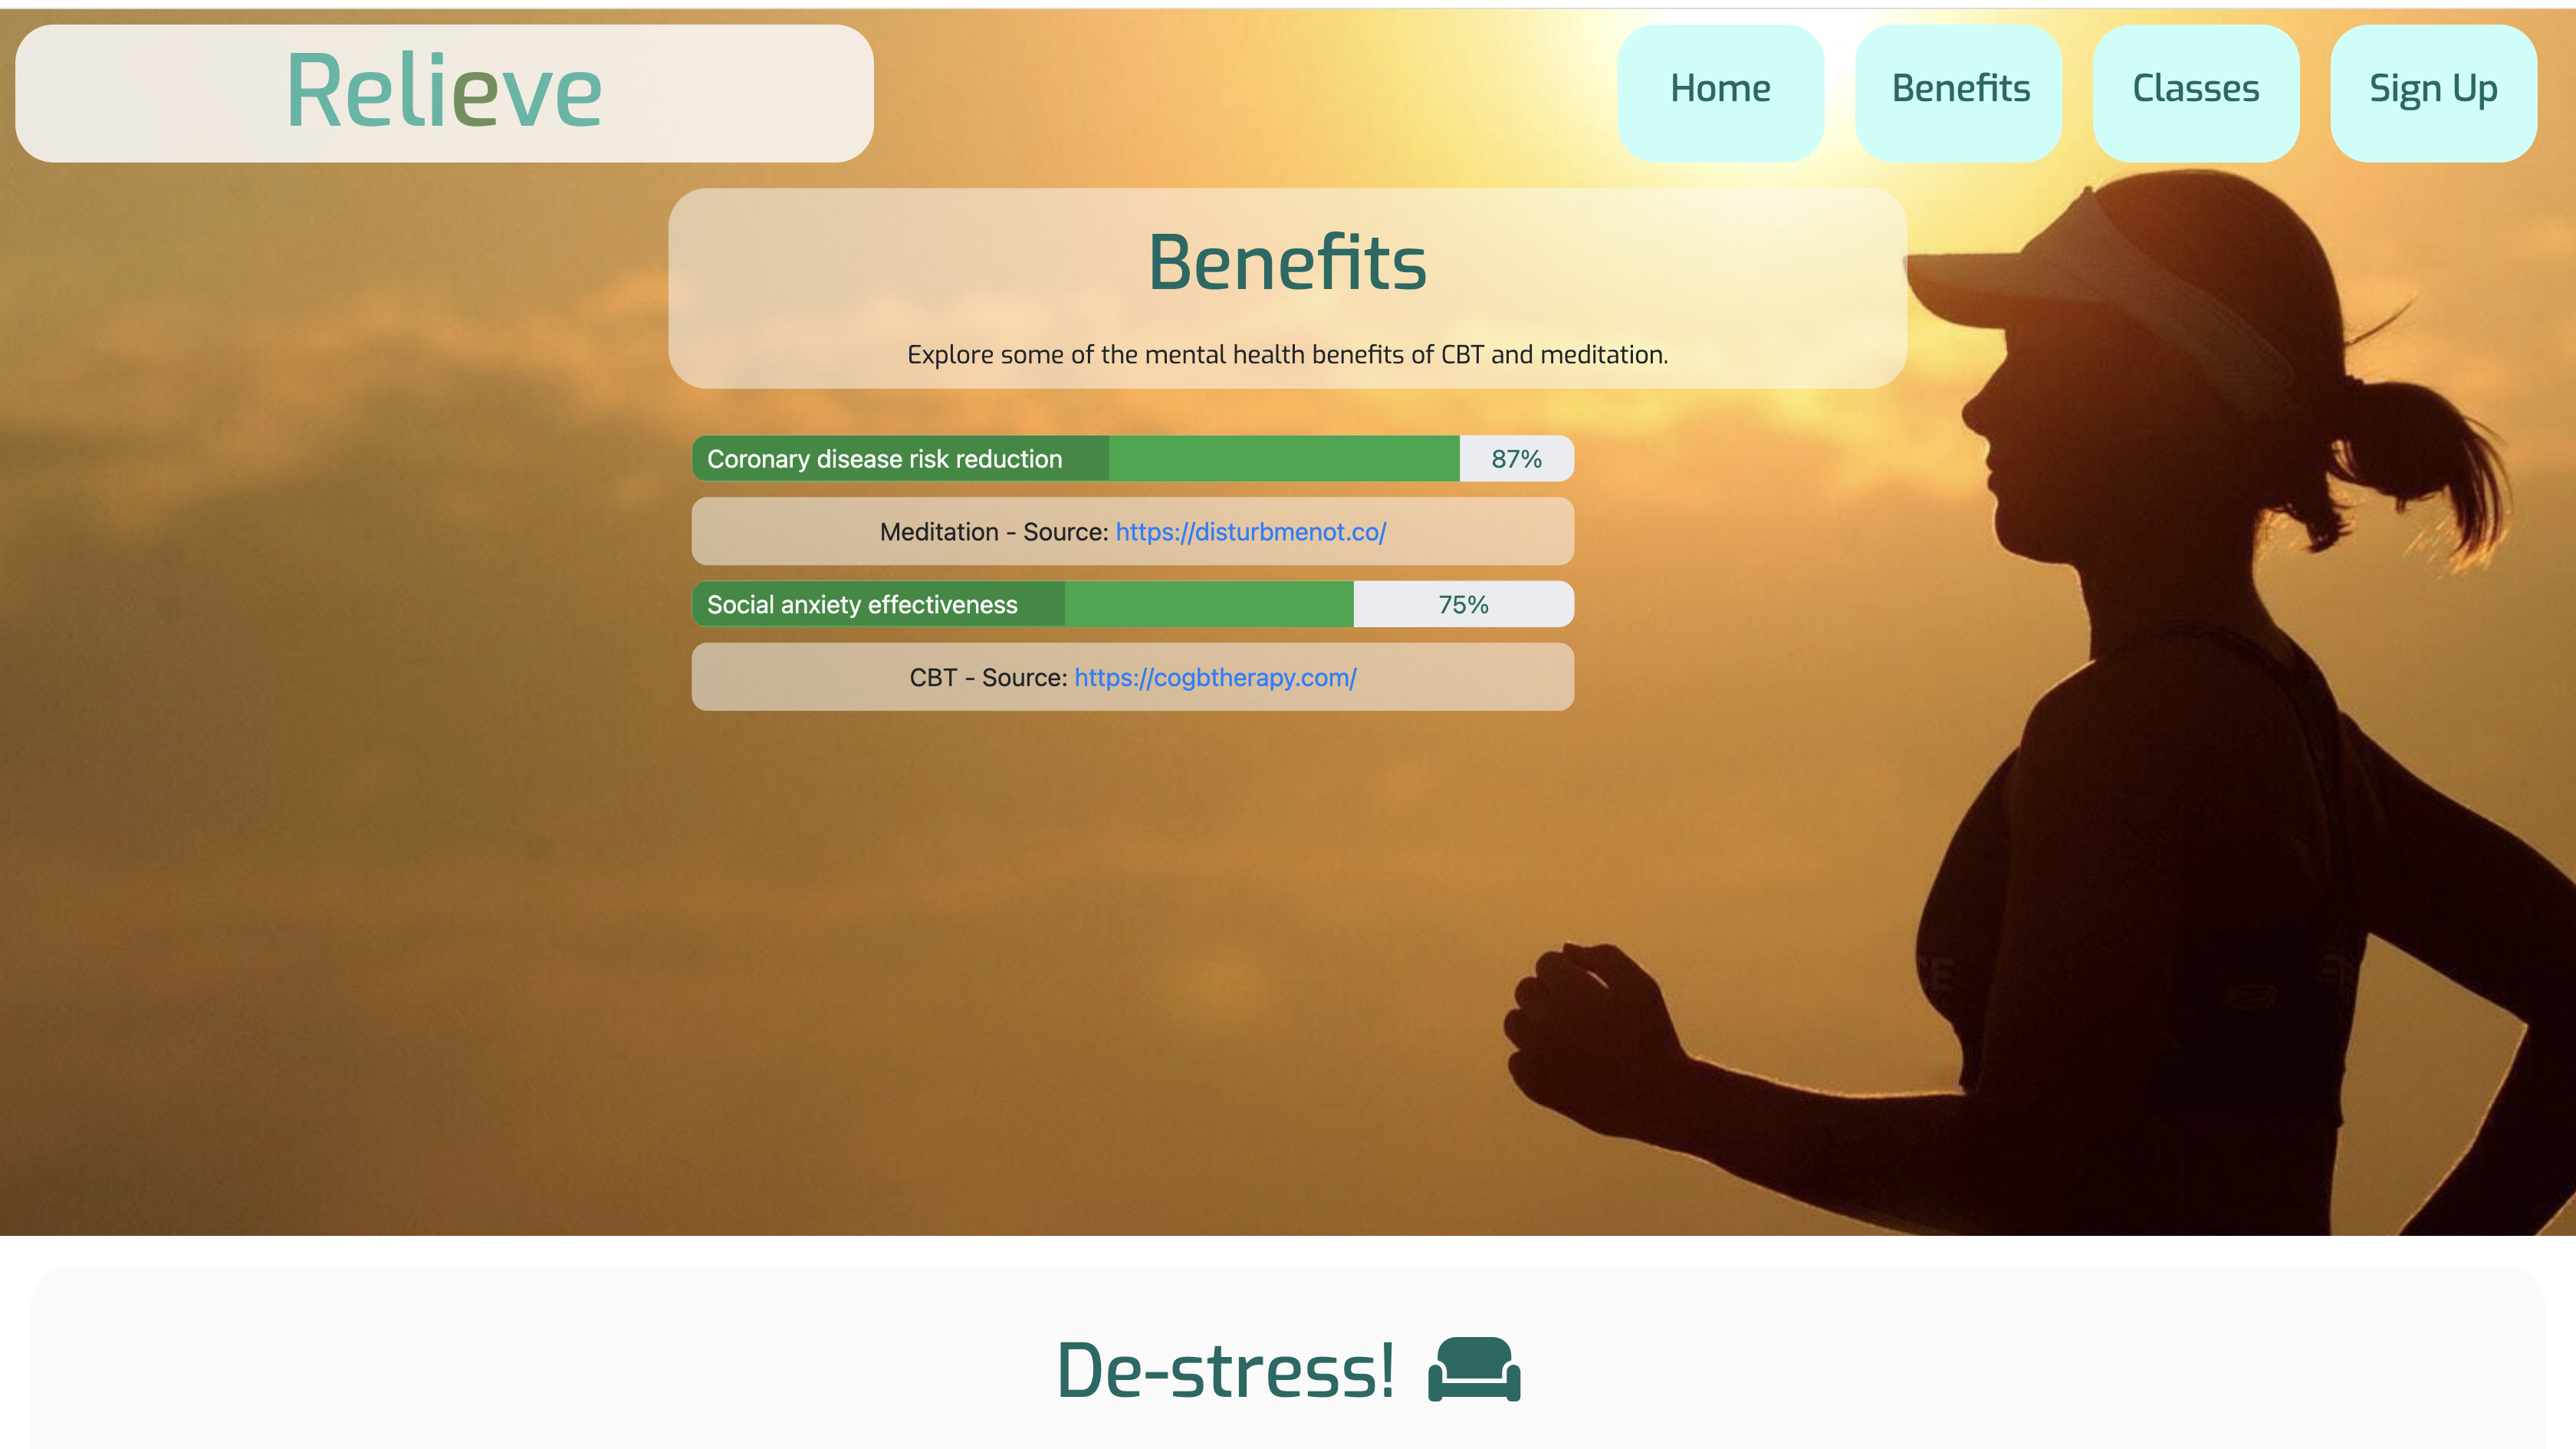 Relieve
Home
Benefits
Classes
Sign Up
Benefits
Explore some of the mental health benefits of CBT and meditation.
Coronary disease risk reduction 87%
Meditation - Source: https://disturbmenot.co/
Social anxiety effectiveness 75%
CBT - Source: https://cogbtherapy.com/
De-stress!